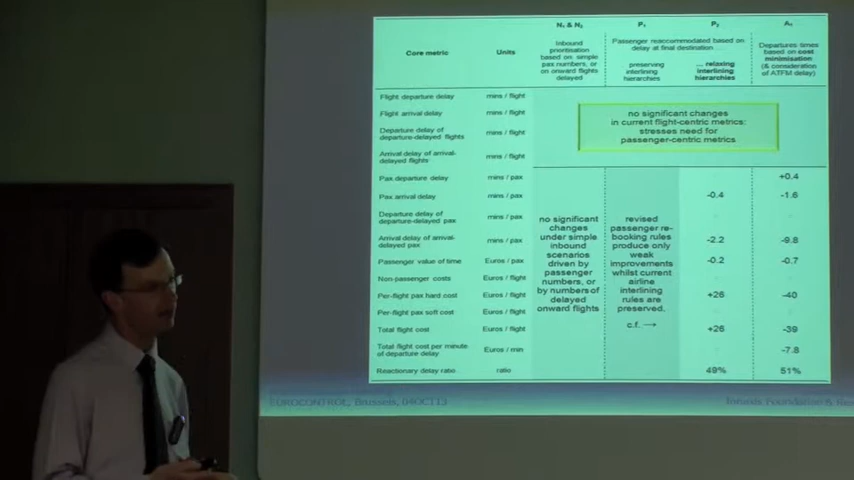 N₁ & N₂ P₁ P₂ A₁
Core metric Units
Inbound
prioritisation
based on simple
pax numbers, or
on onward flights
delayed
Passenger reaccommodated based on
delay at final destination ...
preserving
interlining
hierarchies
... relaxing
interlining
hierarchies
Departures times
based on cost
minimisation
(& consideration
of ATFM delay)
Flight departure delay mins / flight
Flight arrival delay mins / flight
Departure delay of
departure-delayed flights mins / flight
Arrival delay of arrival-
delayed flights mins / flight
no significant changes
in current flight-centric metrics:
stresses need for
passenger-centric metrics
Pax departure delay mins / pax +0.4
Pax arrival delay mins / pax -0.4 -1.6
Departure delay of
departure-delayed pax mins / pax
Arrival delay of arrival-
delayed pax mins / pax -2.2 -9.8
Passenger value of time Euros / pax -0.2 -0.7
Non-passenger costs Euros / flight
Per-flight pax hard cost Euros / flight +26 -40
Per-flight pax soft cost Euros / flight
Total flight cost Euros / flight +26 -39
Total flight cost per minute
of departure delay Euros / min -7.8
Reactionary delay ratio ratio 49% 51%
no significant
changes
under simple
inbound
scenarios
driven by
passenger
numbers, or
by numbers of
delayed
onward flights
revised
passenger re-
booking rules
produce only
weak
improvements
whilst current
airline
interlining
rules are
preserved.
c.f. →
EUROCONTROL, Brussels, 04OCT13
Innaxis Foundation & Res